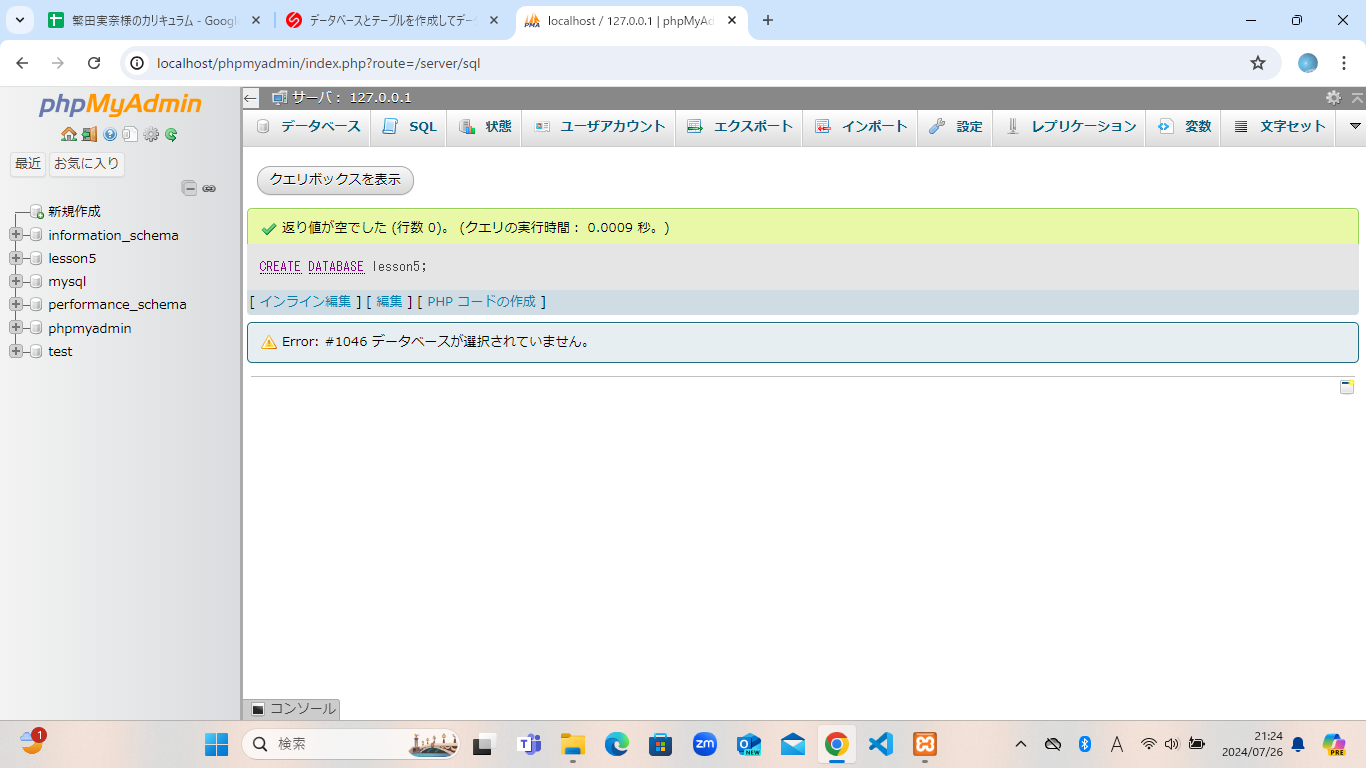 繁田実奈様のカリキュラム - Google
データベースとテーブルを作成してデータ
localhost / 127.0.0.1 | phpMyAd
localhost/phpmyadmin/index.php?route=/server/sql
phpMyAdmin
最近
お気に入り
新規作成
information_schema
lesson5
mysql
performance_schema
phpmyadmin
test
サーバ: 127.0.0.1
データベース
SQL
状態
ユーザアカウント
エクスポート
インポート
設定
レプリケーション
変数
文字セット
クエリボックスを表示
返り値が空でした (行数 0)。 (クエリの実行時間: 0.0009 秒。)
CREATE DATABASE lesson5;
[ インライン編集 ] [ 編集 ] [ PHP コードの作成 ]
Error: #1046 データベースが選択されていません。
コンソール
1
検索
zm
NEW
A
21:24
2024/07/26
PRE